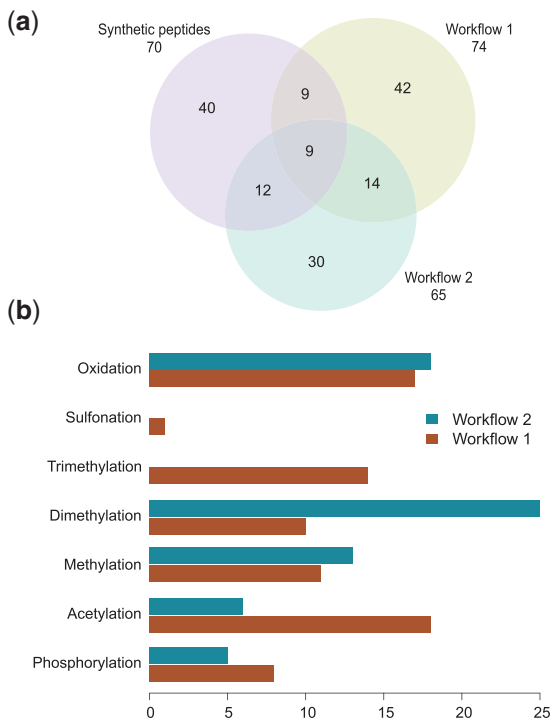 (a)
Synthetic peptides
70
Workflow 1
74
40
9
42
9
12
14
30
Workflow 2
65
(b)
Oxidation
Sulfonation
Trimethylation
Dimethylation
Methylation
Acetylation
Phosphorylation
Workflow 2
Workflow 1
0 5 10 15 20 25